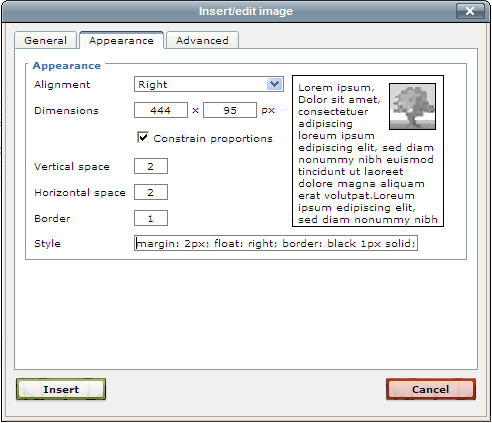 Insert/edit image
General Appearance Advanced
Appearance
Alignment Right
Dimensions 444 x 95 px
Constrain proportions
Vertical space 2
Horizontal space 2
Border 1
Style margin: 2px; float: right; border: black 1px solid;
Lorem ipsum,
Dolor sit amet,
consectetuer
adipiscing
loreum ipsum
edipiscing elit, sed diam
nonummy nibh euismod
tincidunt ut laoreet
dolore magna aliquam
erat volutpat.Loreum
ipsum edipiscing elit,
sed diam nonummy nibh
Insert Cancel